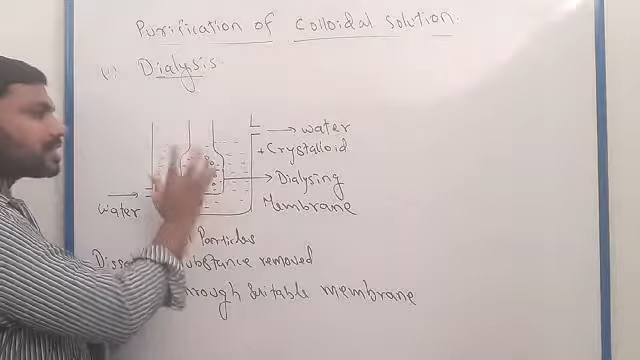 Purification of Colloidal Solution.
(i) Dialysis.
water
+ Crystalloid
Dialysing
Membrane
water
Particles
substance removed
through Suitable membrane